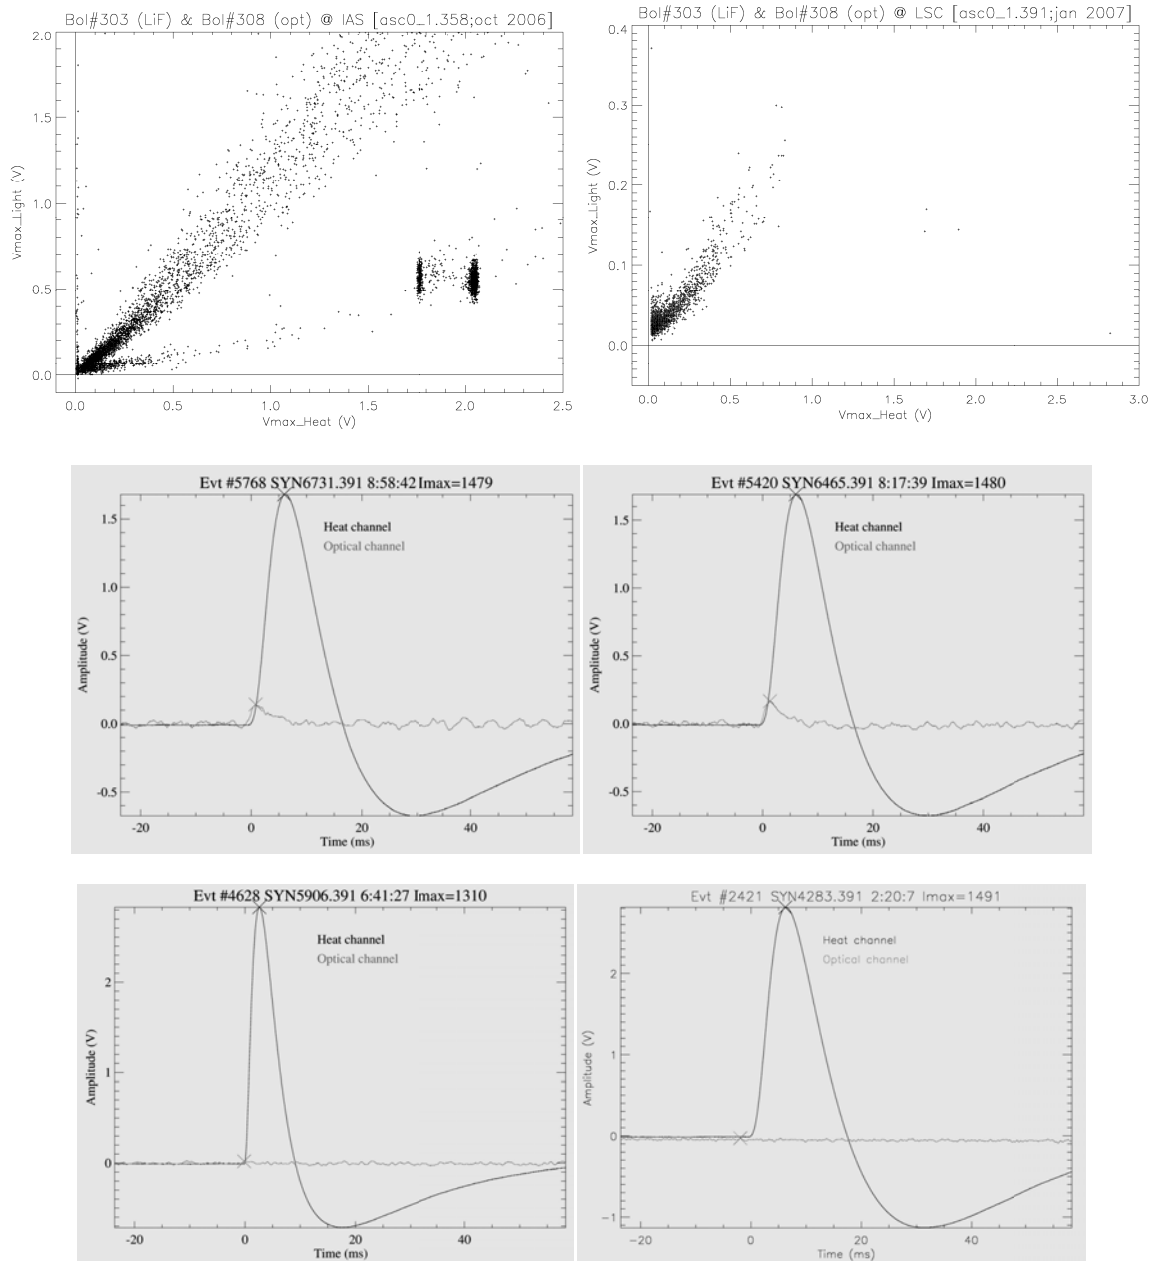 Bol#303 (LiF) & Bol#308 (opt) @ IAS [asc0_1.358;oct 2006]
2.0
1.5
1.0
0.5
0.0
Vmax_Light (V)
0.0 0.5 1.0 1.5 2.0 2.5
Vmax_Heat (V)
Bol#303 (LiF) & Bol#308 (opt) @ LSC [asc0_1.391;jan 2007]
0.4
0.3
0.2
0.1
0.0
Vmax_Light (V)
0.0 0.5 1.0 1.5 2.0 2.5 3.0
Vmax_Heat (V)
Evt #5768 SYN6731.391 8:58:42 Imax=1479
Heat channel
Optical channel
1.5
1.0
0.5
0.0
-0.5
Amplitude (V)
-20 0 20 40
Time (ms)
Evt #5420 SYN6465.391 8:17:39 Imax=1480
Heat channel
Optical channel
1.5
1.0
0.5
0.0
-0.5
Amplitude (V)
-20 0 20 40
Time (ms)
Evt #4628 SYN5906.391 6:41:27 Imax=1310
Heat channel
Optical channel
2
1
0
Amplitude (V)
-20 0 20 40
Time (ms)
Evt #2421 SYN4283.391 2:20:7 Imax=1491
Heat channel
Optical channel
2
1
0
-1
Amplitude (V)
-20 0 20 40
Time (ms)